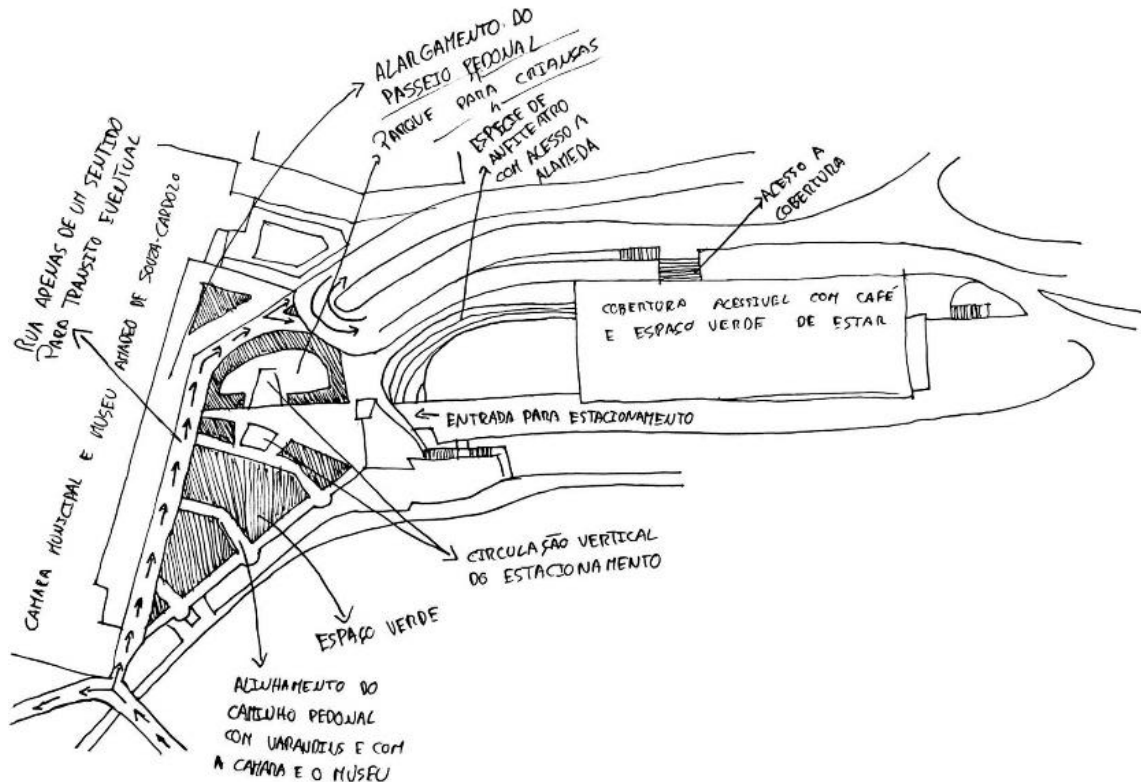 ALARGAMENTO DO
PASSEIO PEDONAL
PARQUE PARA CRIANÇAS
ESPÉCIE DE
ANFITEATRO
COM ACESSO A
ALAMEDA
ACESSO A
COBERTURA
RUA APENAS DE UM SENTIDO
PARA TRANSITO EVENTUAL
CAMARA MUNICIPAL E MUSEU AMADEO DE SOUZA-CARDOZO
COBERTURA ACESSIVEL COM CAFÉ
E ESPAÇO VERDE DE ESTAR
ENTRADA PARA ESTACIONAMENTO
CIRCULAÇÃO VERTICAL
DO ESTACIONAMENTO
ESPAÇO VERDE
ALINHAMENTO DO
CAMINHO PEDONAL
COM VARANDINS E COM
A CAMARA E O MUSEU